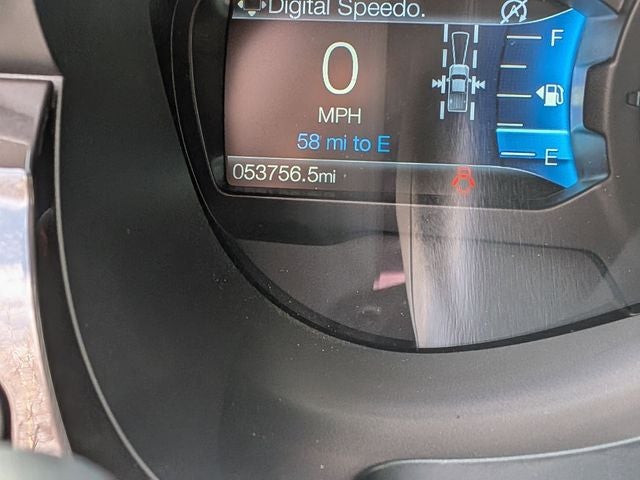 Digital Speedo.
F
0
MPH
58 mi to E
E
053756.5mi